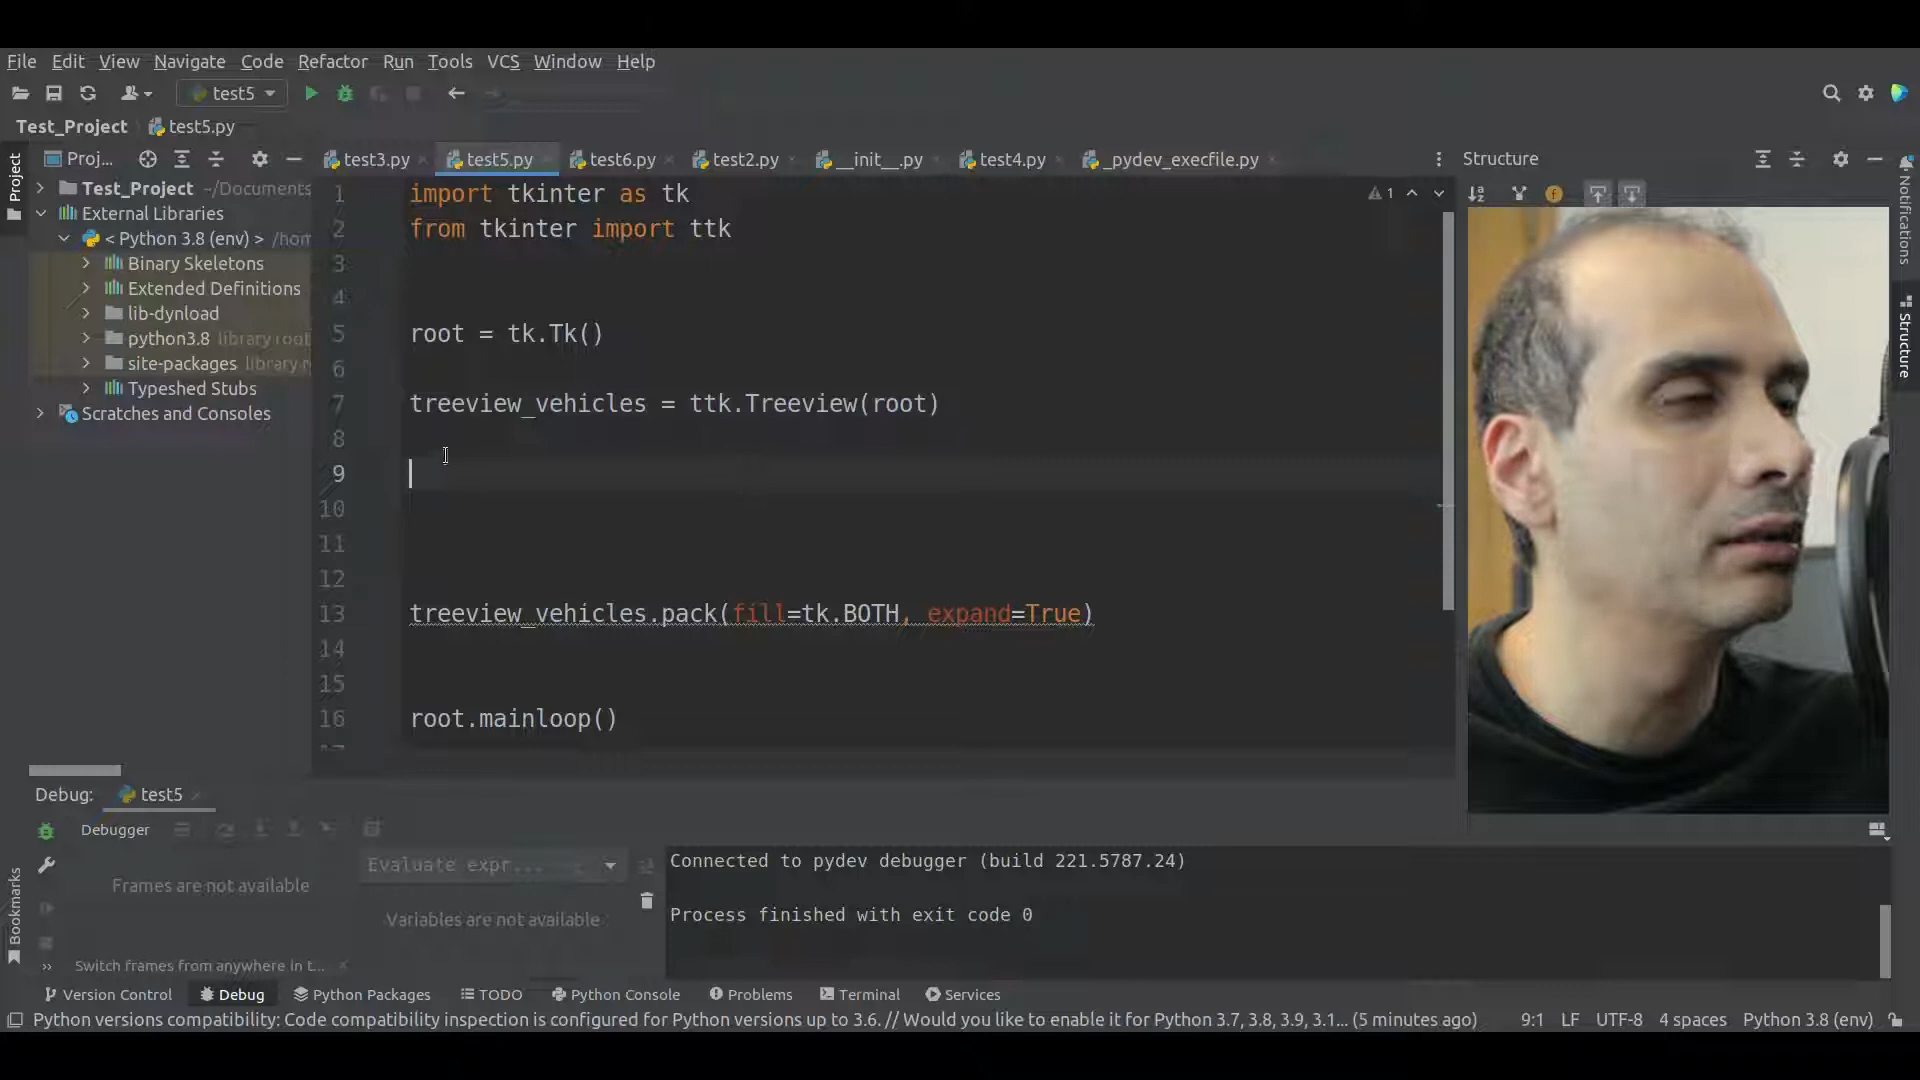 File Edit View Navigate Code Refactor Run Tools VCS Window Help
test5
Test_Project test5.py
Project
Proj...
test3.py test5.py test6.py test2.py __init__.py test4.py _pydev_execfile.py
Structure
Test_Project ~/Documents
External Libraries
< Python 3.8 (env) > /hom
Binary Skeletons
Extended Definitions
lib-dynload
python3.8 library root
site-packages library r
Typeshed Stubs
Scratches and Consoles
1 import tkinter as tk
2 from tkinter import ttk
3
4
5 root = tk.Tk()
6
7 treeview_vehicles = ttk.Treeview(root)
8
9
10
11
12
13 treeview_vehicles.pack(fill=tk.BOTH, expand=True)
14
15
16 root.mainloop()
1
Notifications
Structure
Debug: test5
Debugger
Evaluate expr...
Frames are not available
Variables are not available
Switch frames from anywhere in t...
Connected to pydev debugger (build 221.5787.24)
Process finished with exit code 0
Bookmarks
Version Control Debug Python Packages TODO Python Console Problems Terminal Services
Python versions compatibility: Code compatibility inspection is configured for Python versions up to 3.6. // Would you like to enable it for Python 3.7, 3.8, 3.9, 3.1... (5 minutes ago) 9:1 LF UTF-8 4 spaces Python 3.8 (env)